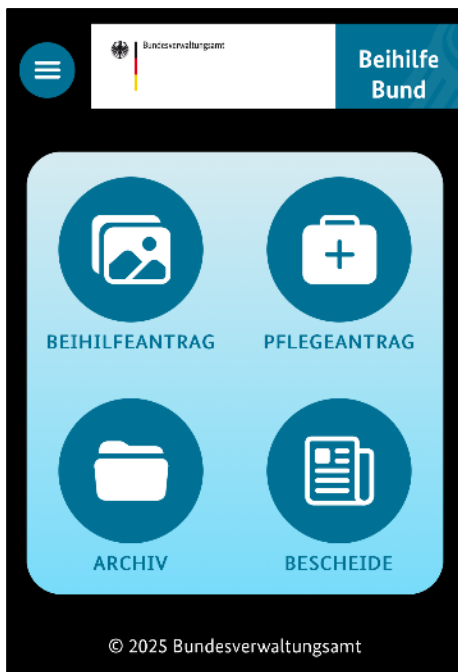 Bundesverwaltungsamt
Beihilfe
Bund
BEIHILFEANTRAG
PFLEGEANTRAG
ARCHIV
BESCHEIDE
© 2025 Bundesverwaltungsamt